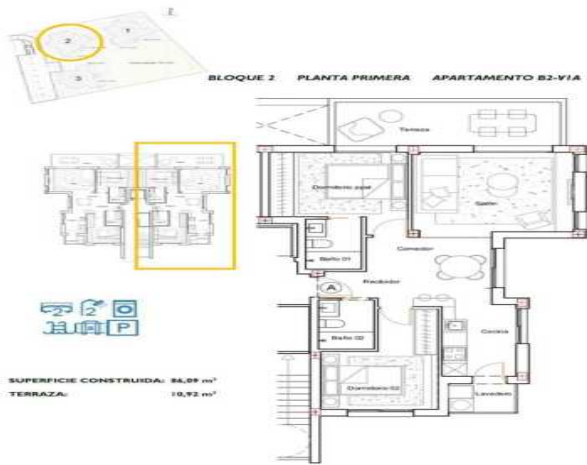 2
1
3
BLOQUE 2 PLANTA PRIMERA APARTAMENTO B2-V1A
Terraza
Dormitorio ppal
Salón
Baño 01
Comedor
Recibidor
A
Baño 02
Cocina
Dormitorio 02
Lavadero
2 2
P
SUPERFICIE CONSTRUIDA: 86,09 m²
TERRAZA: 10,92 m²